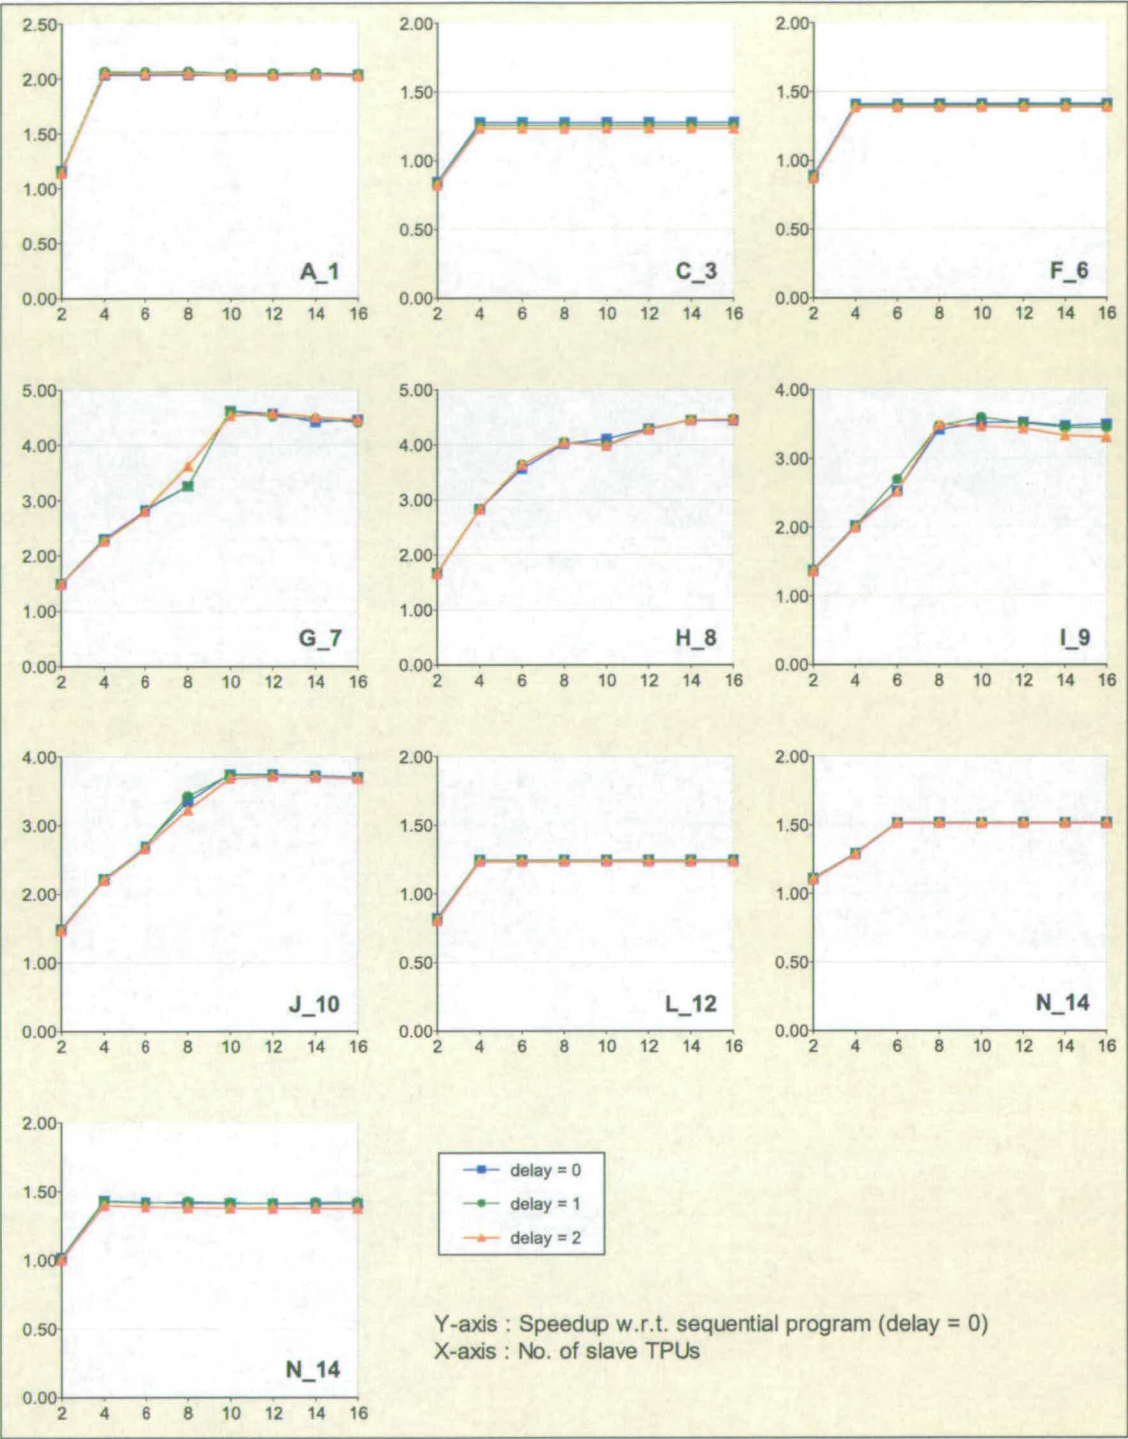 2.50
2.00
1.50
1.00
0.50
0.00
2 4 6 8 10 12 14 16
A_1
2.00
1.50
1.00
0.50
0.00
2 4 6 8 10 12 14 16
C_3
2.00
1.50
1.00
0.50
0.00
2 4 6 8 10 12 14 16
F_6
5.00
4.00
3.00
2.00
1.00
0.00
2 4 6 8 10 12 14 16
G_7
5.00
4.00
3.00
2.00
1.00
0.00
2 4 6 8 10 12 14 16
H_8
4.00
3.00
2.00
1.00
0.00
2 4 6 8 10 12 14 16
I_9
4.00
3.00
2.00
1.00
0.00
2 4 6 8 10 12 14 16
J_10
2.00
1.50
1.00
0.50
0.00
2 4 6 8 10 12 14 16
L_12
2.00
1.50
1.00
0.50
0.00
2 4 6 8 10 12 14 16
N_14
2.00
1.50
1.00
0.50
0.00
2 4 6 8 10 12 14 16
N_14
delay = 0
delay = 1
delay = 2
Y-axis : Speedup w.r.t. sequential program (delay = 0)
X-axis : No. of slave TPUs